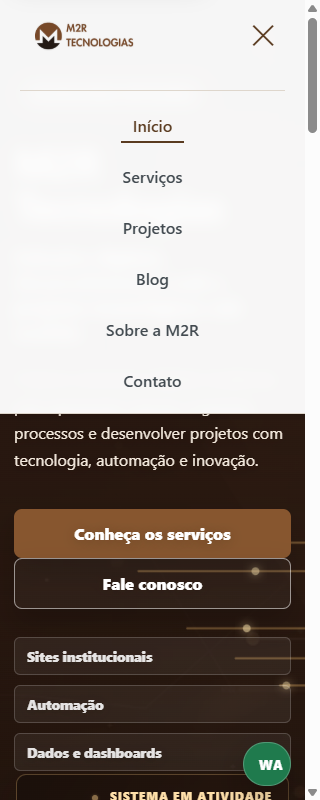 M2R
TECNOLOGIAS
Início
Serviços
Projetos
Blog
Sobre a M2R
Contato
processos e desenvolver projetos com
tecnologia, automação e inovação.
Conheça os serviços
Fale conosco
Sites institucionais
Automação
Dados e dashboards
WA
SISTEMA EM ATIVIDADE